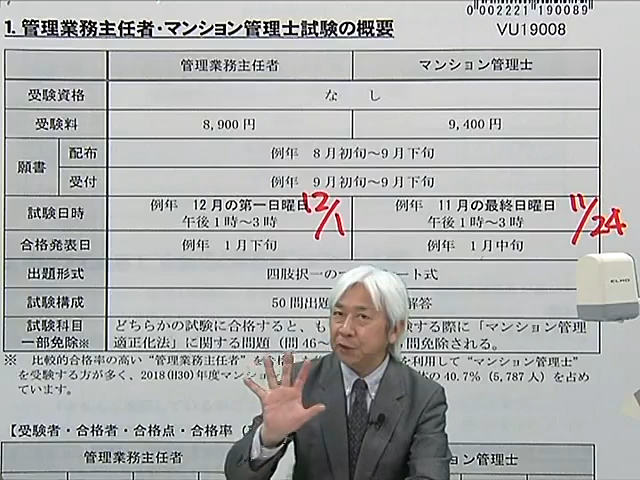 0002221190089
1. 管理業務主任者・マンション管理士試験の概要
VU19008
管理業務主任者 マンション管理士
受験資格 なし
受験料 8,900円 9,400円
願書 配布 例年 8月初旬〜9月下旬
受付 例年 9月初旬〜9月下旬
試験日時 例年 12月の第一日曜日 12/1 例年 11月の最終日曜日 11/24
午後1時〜3時 午後1時〜3時
合格発表日 例年 1月下旬 例年 1月中旬
出題形式 四肢択一の ート式
試験構成 50問出題 解答
試験科目 どちらかの試験に合格すると、も 験する際に「マンション管理
一部免除※ 適正化法」に関する問題(問46〜 問免除される。
※ 比較的合格率の高い“管理業務主任者”を を利用して“マンション管理士”
を受験する方が多く、2018(H30)年度マンショ 体の40.7%(5,787人)を占め
ています。
【受験者・合格者・合格点・合格率
管理業務主任者 ション管理士
ELMO